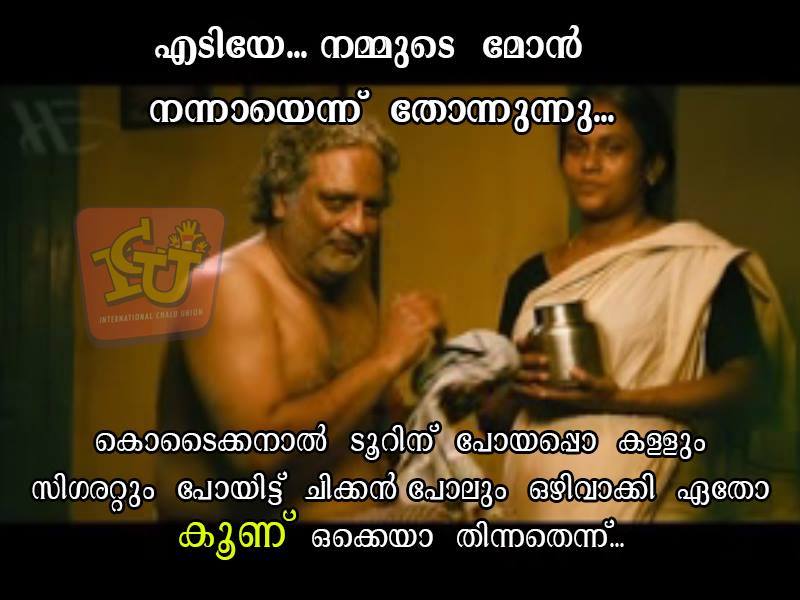 എടിയേ... നമ്മുടെ മോൻ
നന്നായെന്ന് തോന്നുന്നു...
ICU
INTERNATIONAL CHALU UNION
കൊടൈക്കനാൽ ടൂറിന് പോയപ്പൊ കള്ളും
സിഗരറ്റും പോയിട്ട് ചിക്കൻ പോലും ഒഴിവാക്കി ഏതോ
കൂണ് ഒക്കെയാ തിന്നതെന്ന്...